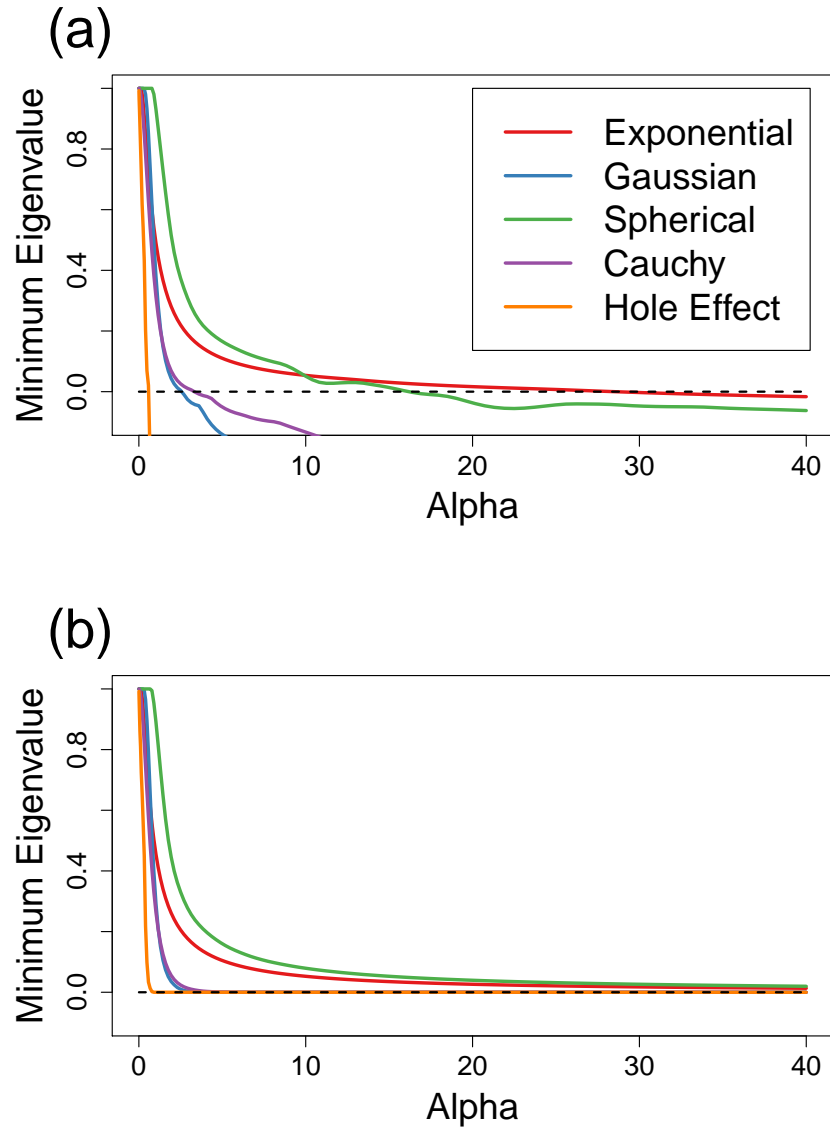 (a)
Minimum Eigenvalue
0.8
0.4
0.0
Exponential
Gaussian
Spherical
Cauchy
Hole Effect
0 10 20 30 40
Alpha
(b)
Minimum Eigenvalue
0.8
0.4
0.0
0 10 20 30 40
Alpha